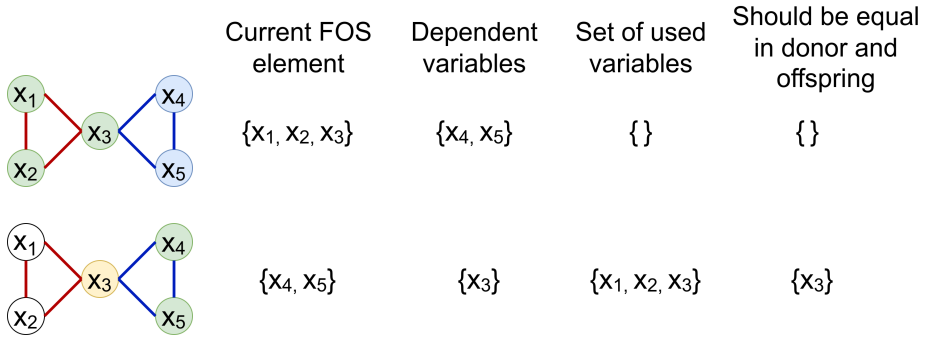 Current FOS element
Dependent variables
Set of used variables
Should be equal in donor and offspring
x₁
x₂
x₃
x₄
x₅
{x₁, x₂, x₃}
{x₄, x₅}
{ }
{ }
x₁
x₂
x₃
x₄
x₅
{x₄, x₅}
{x₃}
{x₁, x₂, x₃}
{x₃}